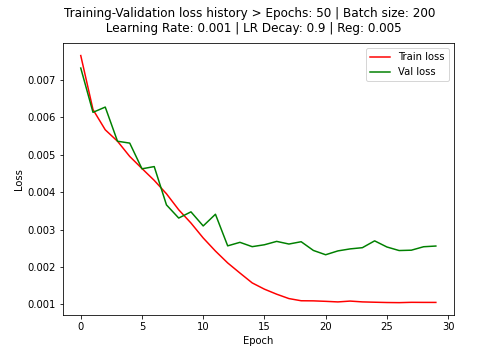 Training-Validation loss history > Epochs: 50 | Batch size: 200
Learning Rate: 0.001 | LR Decay: 0.9 | Reg: 0.005
Train loss
Val loss
0.007
0.006
0.005
0.004
0.003
0.002
0.001
Loss
0 5 10 15 20 25 30
Epoch